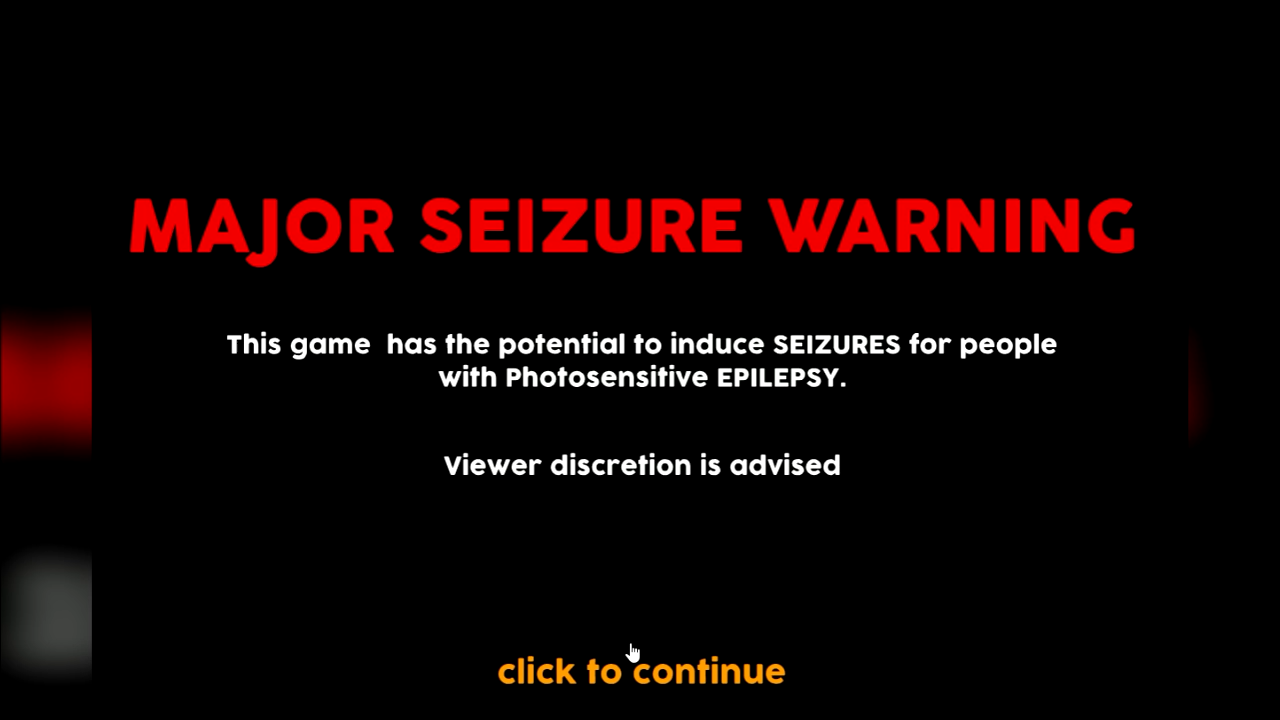 MAJOR SEIZURE WARNING
This game  has the potential to induce SEIZURES for people
with Photosensitive EPILEPSY.
Viewer discretion is advised
click to continue